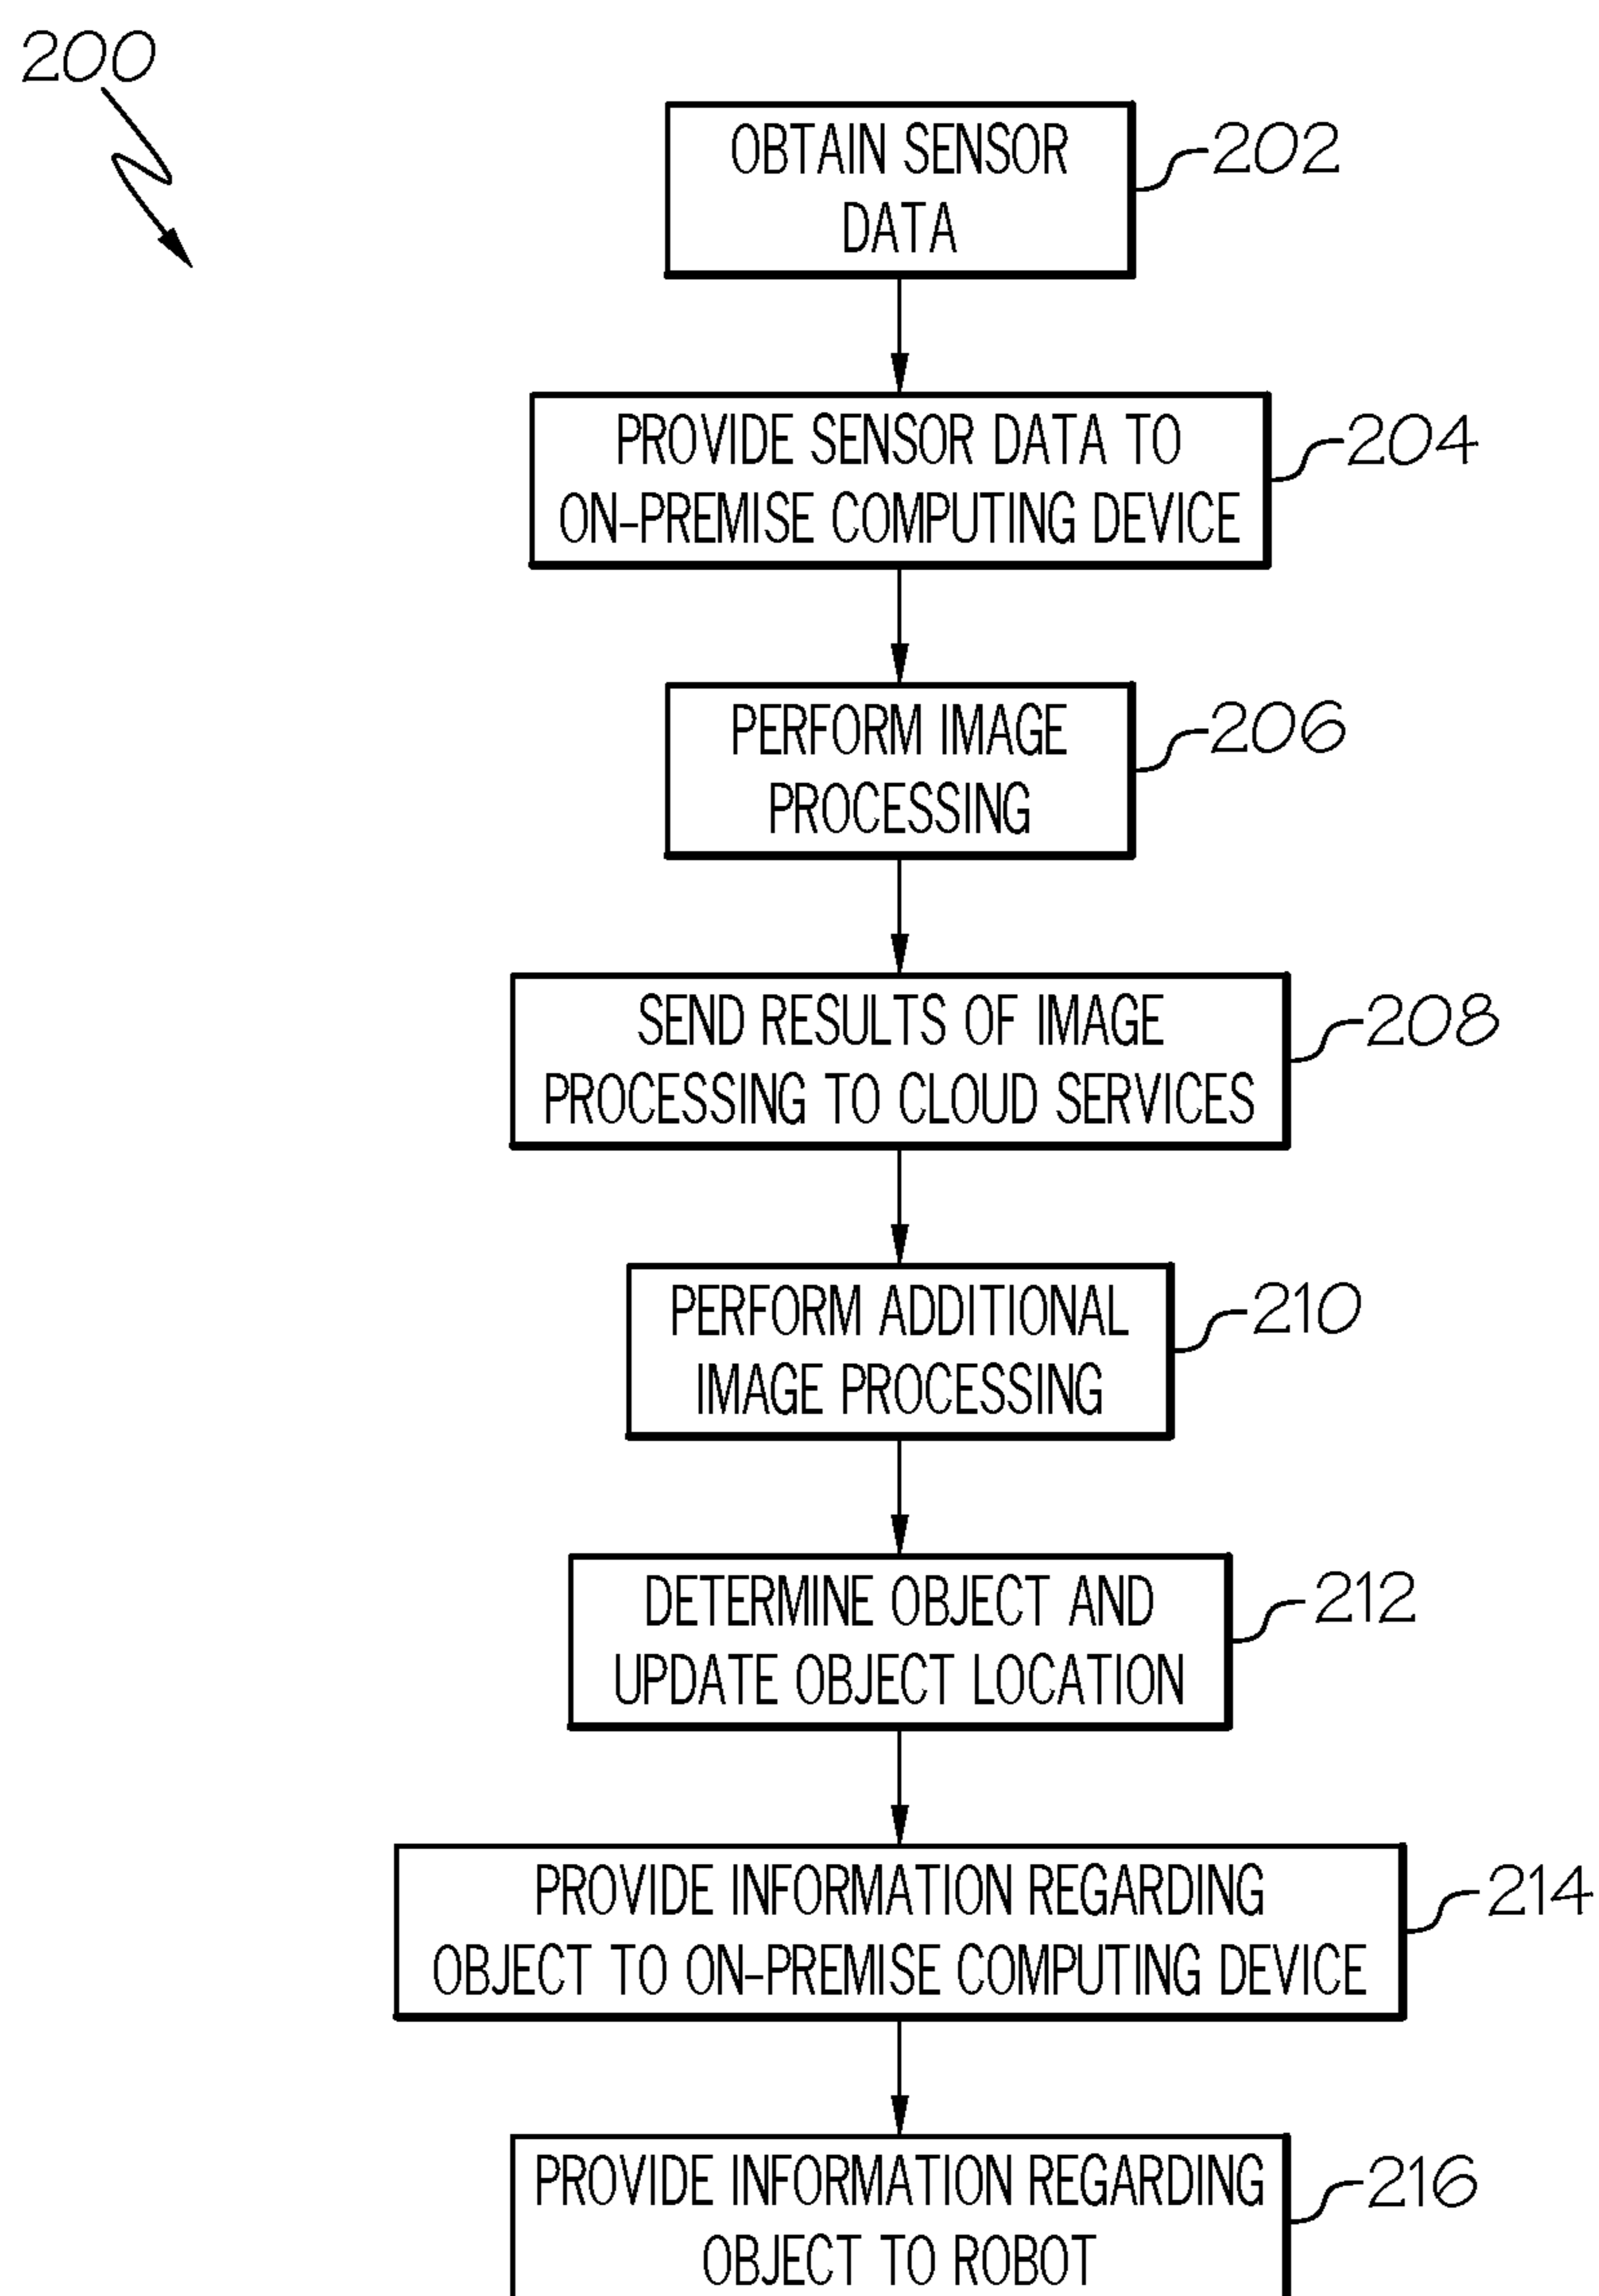 200
OBTAIN SENSOR
DATA
202
PROVIDE SENSOR DATA TO
ON-PREMISE COMPUTING DEVICE
204
PERFORM IMAGE
PROCESSING
206
SEND RESULTS OF IMAGE
PROCESSING TO CLOUD SERVICES
208
PERFORM ADDITIONAL
IMAGE PROCESSING
210
DETERMINE OBJECT AND
UPDATE OBJECT LOCATION
212
PROVIDE INFORMATION REGARDING
OBJECT TO ON-PREMISE COMPUTING DEVICE
214
PROVIDE INFORMATION REGARDING
OBJECT TO ROBOT
216